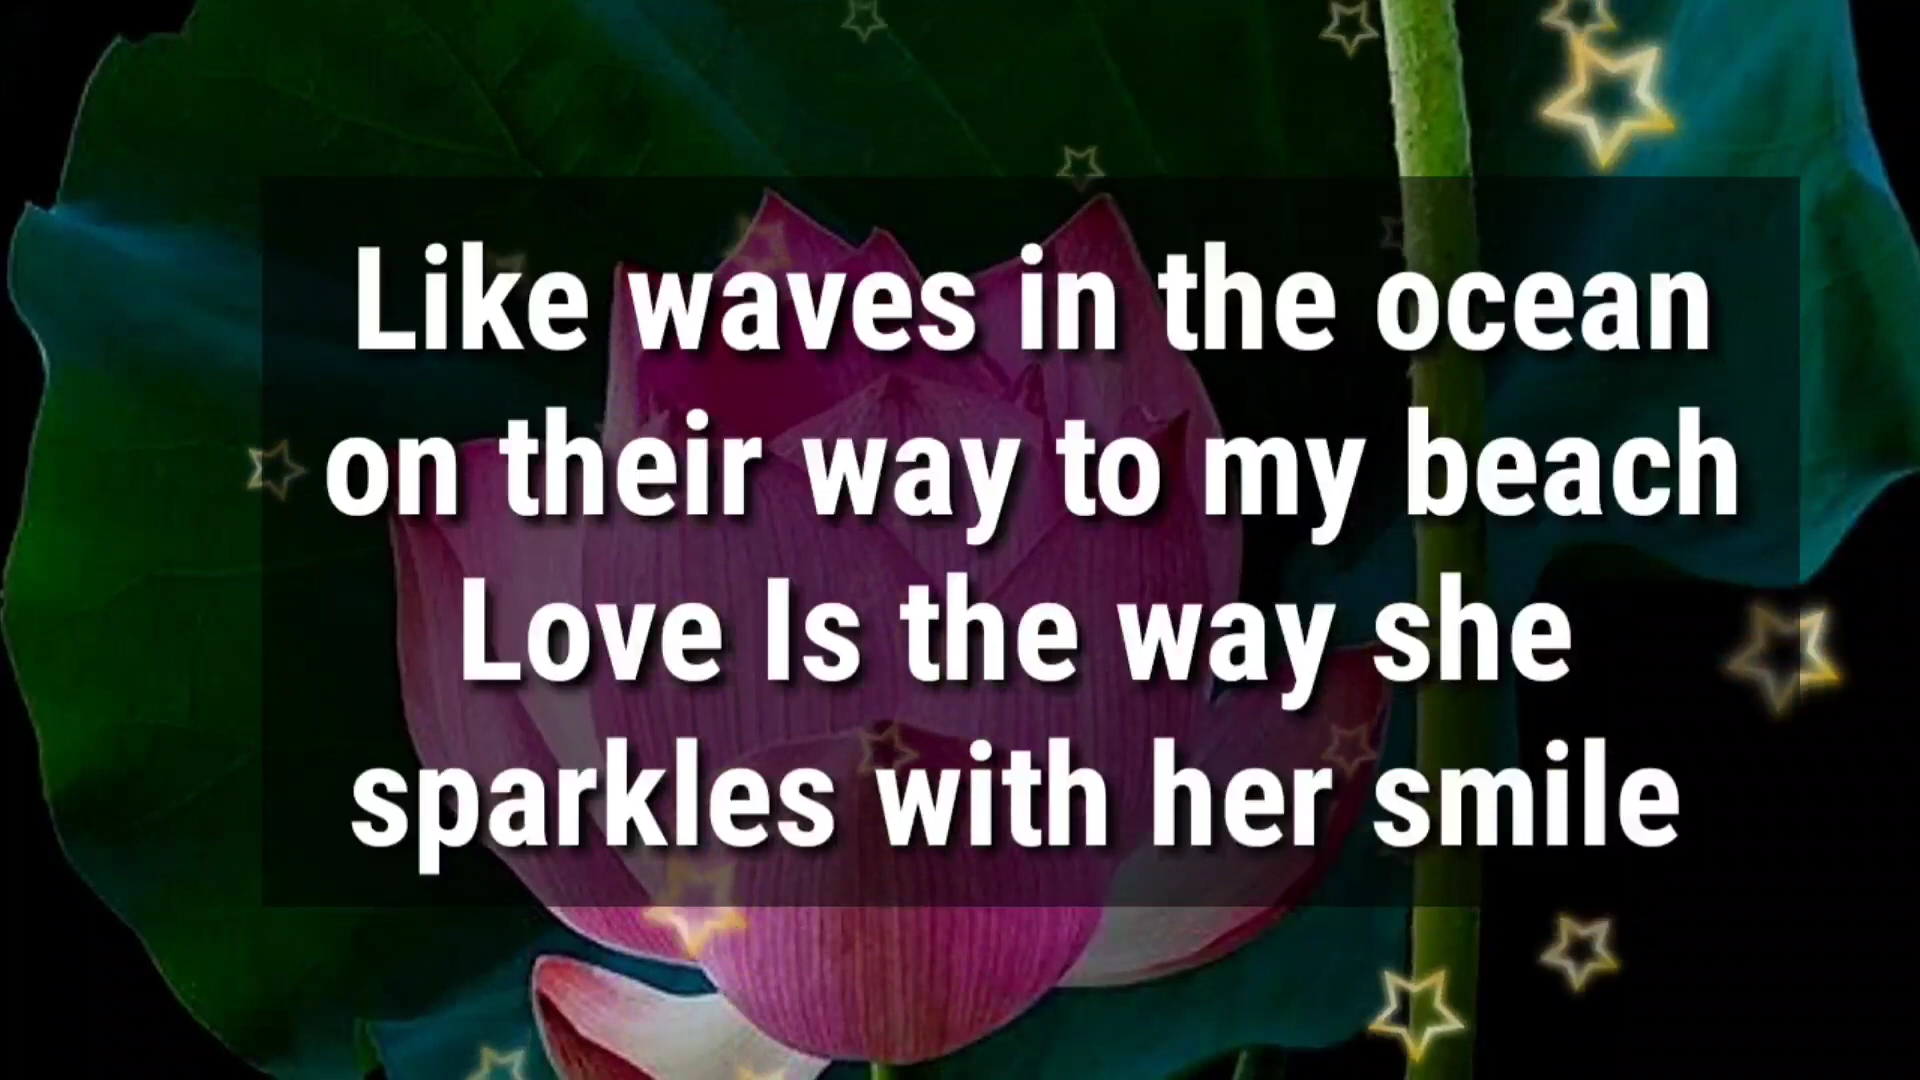 Like waves in the ocean
on their way to my beach
Love Is the way she
sparkles with her smile